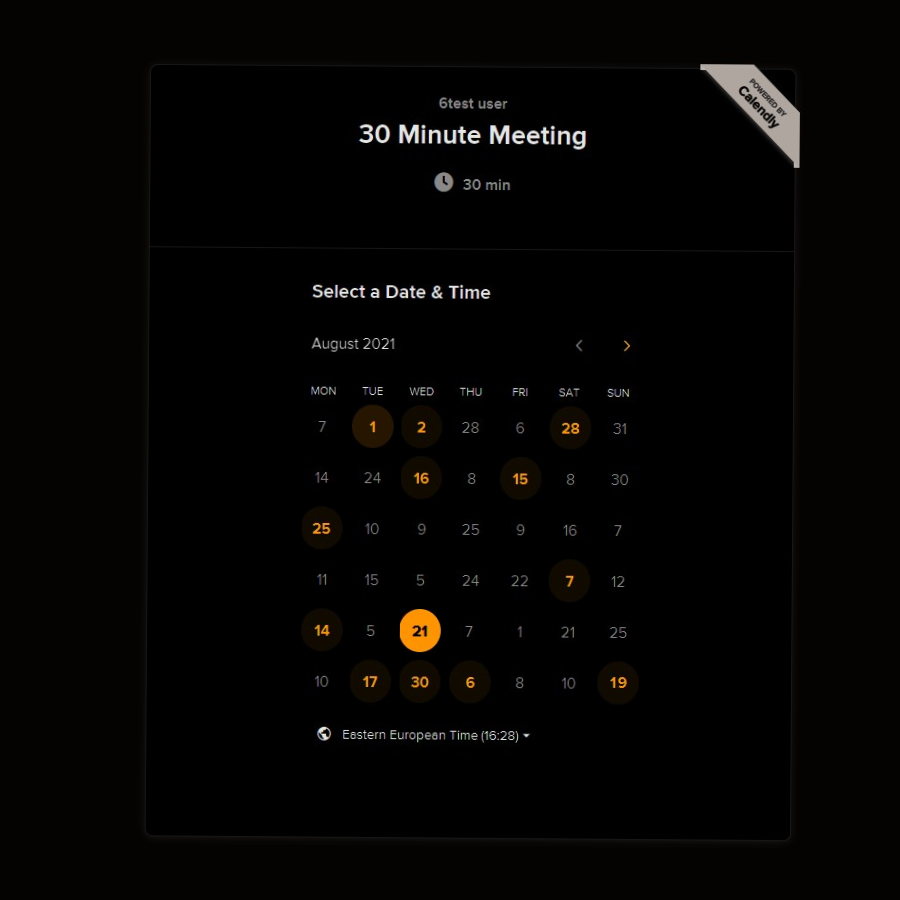 POWERED BY
Calendly
6test user
30 Minute Meeting
30 min
Select a Date & Time
August 2021
MON TUE WED THU FRI SAT SUN
7 1 2 28 6 28 31
14 24 16 8 15 8 30
25 10 9 25 9 16 7
11 15 5 24 22 7 12
14 5 21 7 1 21 25
10 17 30 6 8 10 19
Eastern European Time (16:28)